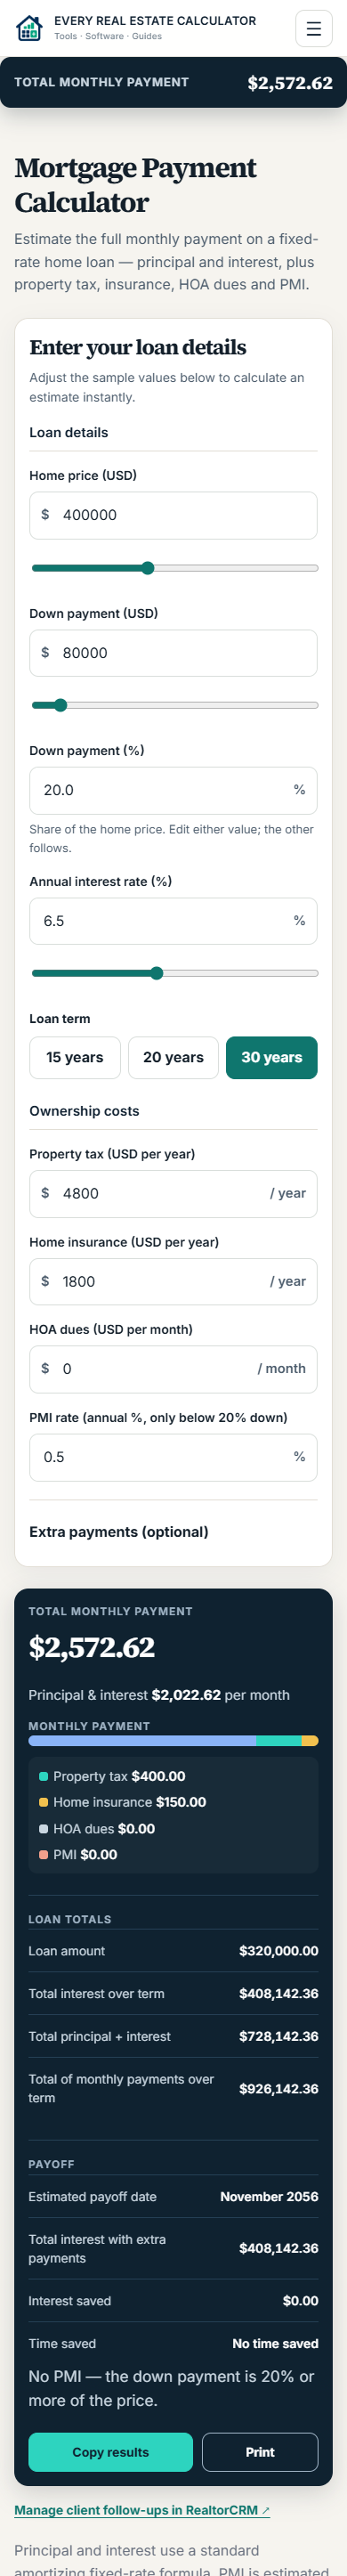 EVERY REAL ESTATE CALCULATOR
Tools · Software · Guides
TOTAL MONTHLY PAYMENT $2,572.62
Mortgage Payment
Calculator
Estimate the full monthly payment on a fixed-
rate home loan — principal and interest, plus
property tax, insurance, HOA dues and PMI.
Enter your loan details
Adjust the sample values below to calculate an
estimate instantly.
Loan details
Home price (USD)
$ 400000
Down payment (USD)
$ 80000
Down payment (%)
20.0 %
Share of the home price. Edit either value; the other
follows.
Annual interest rate (%)
6.5 %
Loan term
15 years 20 years 30 years
Ownership costs
Property tax (USD per year)
$ 4800 / year
Home insurance (USD per year)
$ 1800 / year
HOA dues (USD per month)
$ 0 / month
PMI rate (annual %, only below 20% down)
0.5 %
Extra payments (optional)
TOTAL MONTHLY PAYMENT
$2,572.62
Principal & interest $2,022.62 per month
MONTHLY PAYMENT
Property tax $400.00
Home insurance $150.00
HOA dues $0.00
PMI $0.00
LOAN TOTALS
Loan amount $320,000.00
Total interest over term $408,142.36
Total principal + interest $728,142.36
Total of monthly payments over
term $926,142.36
PAYOFF
Estimated payoff date November 2056
Total interest with extra
payments $408,142.36
Interest saved $0.00
Time saved No time saved
No PMI — the down payment is 20% or
more of the price.
Copy results Print
Manage client follow-ups in RealtorCRM ↗
Principal and interest use a standard
amortizing fixed-rate formula. PMI is estimated